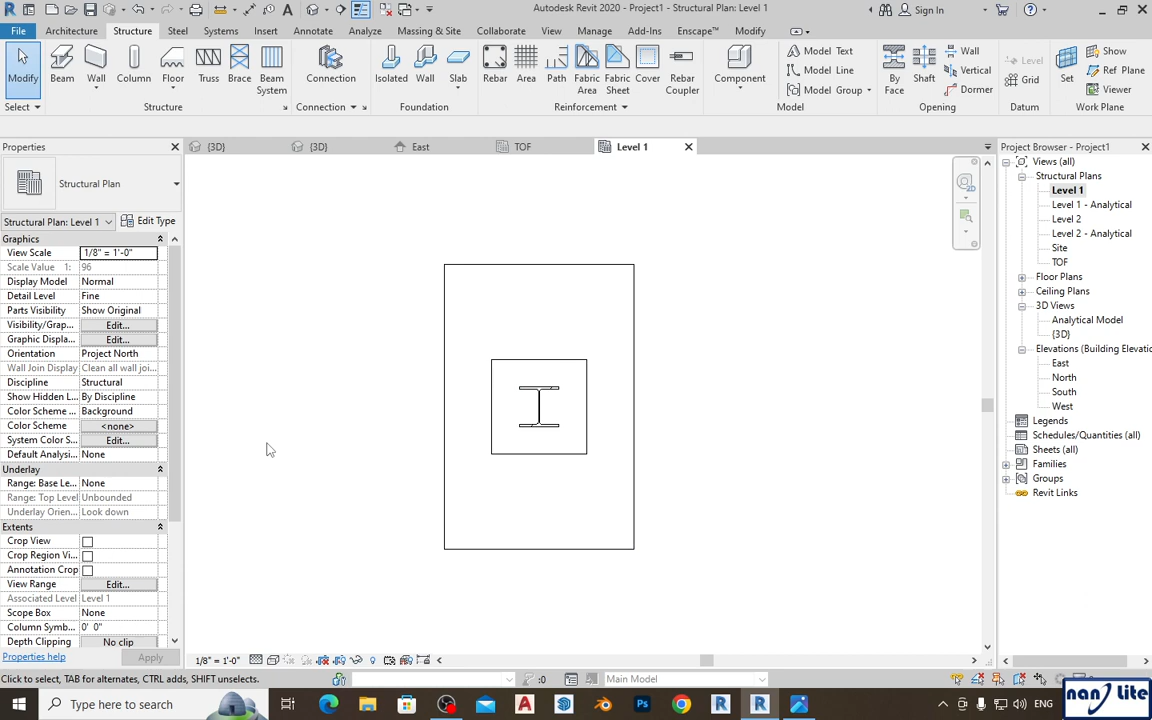 Autodesk Revit 2020 - Project1 - Structural Plan: Level 1
Sign In
File Architecture Structure Steel Systems Insert Annotate Analyze Massing & Site Collaborate View Manage Add-Ins Enscape™ Modify
Modify Beam Wall Column Floor Truss Brace Beam System Connection Isolated Wall Slab Rebar Area Path Fabric Area Fabric Sheet Cover Rebar Coupler Component
Model Text
Model Line
Model Group
By Face Shaft
Wall
Vertical
Dormer
Level
Grid
Set
Show
Ref Plane
Viewer
Select Structure Connection Foundation Reinforcement Model Opening Datum Work Plane
Properties {3D} {3D} East TOF Level 1 Project Browser - Project1
Structural Plan
Structural Plan: Level 1 Edit Type
Graphics
View Scale 1/8" = 1'-0"
Scale Value 1: 96
Display Model Normal
Detail Level Fine
Parts Visibility Show Original
Visibility/Grap... Edit...
Graphic Displa... Edit...
Orientation Project North
Wall Join Display Clean all wall joi...
Discipline Structural
Show Hidden L... By Discipline
Color Scheme ... Background
Color Scheme <none>
System Color S... Edit...
Default Analysi... None
Underlay
Range: Base Le... None
Range: Top Level Unbounded
Underlay Orien... Look down
Extents
Crop View
Crop Region Vi...
Annotation Crop
View Range Edit...
Associated Level Level 1
Scope Box None
Column Symb... 0' 0"
Depth Clipping No clip
Properties help Apply
Views (all)
Structural Plans
Level 1
Level 1 - Analytical
Level 2
Level 2 - Analytical
Site
TOF
Floor Plans
Ceiling Plans
3D Views
Analytical Model
{3D}
Elevations (Building Elevatio
East
North
South
West
Legends
Schedules/Quantities (all)
Sheets (all)
Families
Groups
Revit Links
2D
1/8" = 1'-0"
Click to select, TAB for alternates, CTRL adds, SHIFT unselects. :0 Main Model
Type here to search
ENG
nanolite